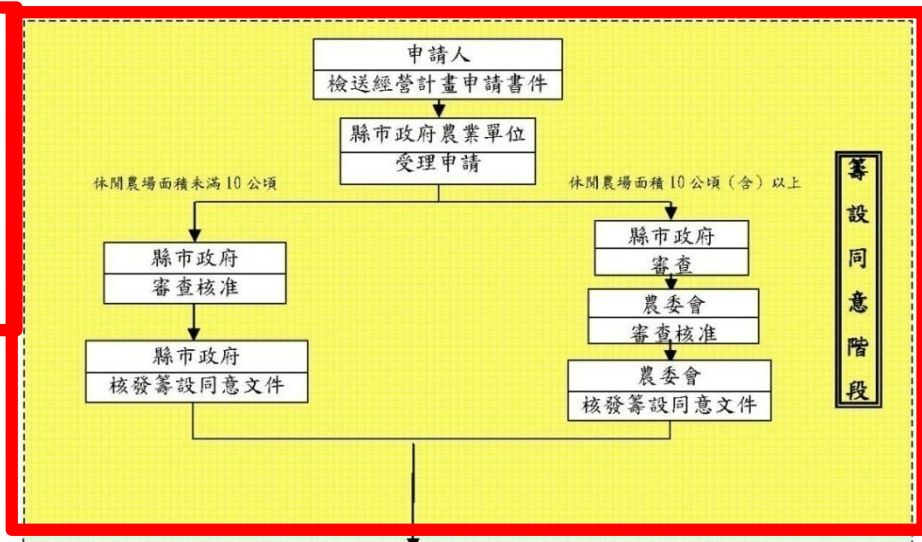 申請人
檢送經營計畫申請書件
縣市政府農業單位
受理申請
休閒農場面積未滿10公頃
休閒農場面積10公頃（含）以上
縣市政府
審查核准
縣市政府
核發籌設同意文件
縣市政府
審查
農委會
審查核准
農委會
核發籌設同意文件
籌設同意階段